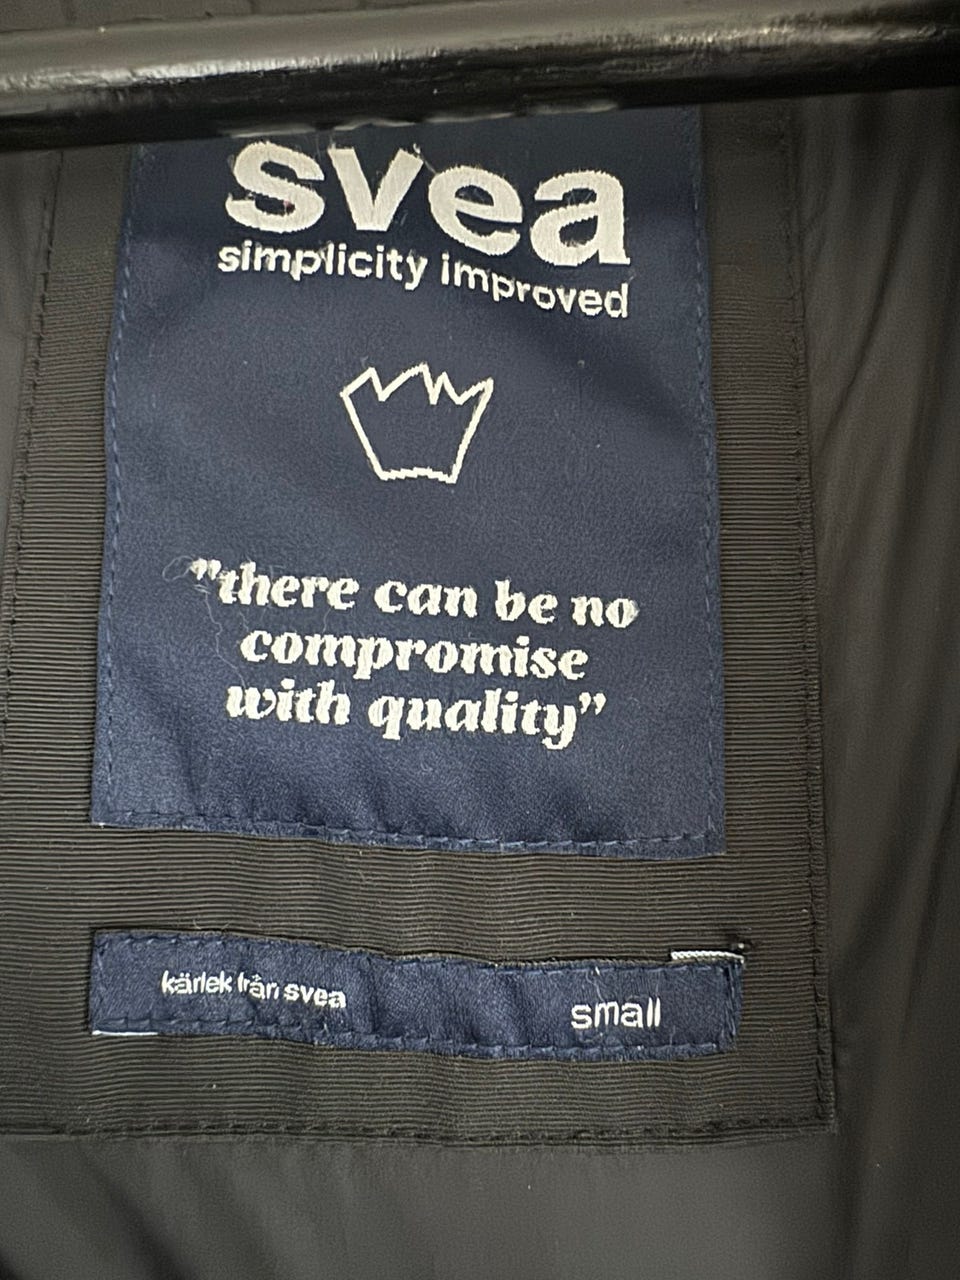 svea
simplicity improved
"there can be no
compromise
with quality"
kärlek från svea
small